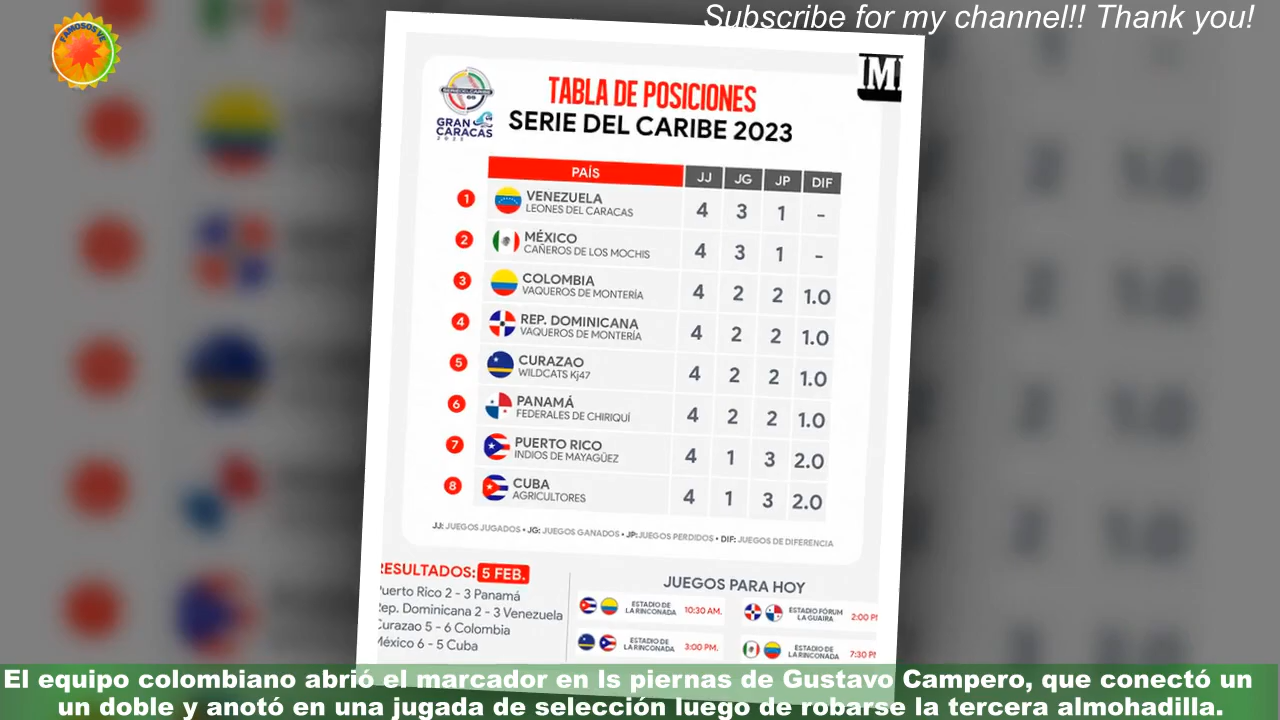 FAMOSOS VE
Subscribe for my channel!! Thank you!
SERIE DEL CARIBE
GRAN
CARACAS
2023
TABLA DE POSICIONES
SERIE DEL CARIBE 2023
PAÍS JJ JG JP DIF
1 VENEZUELA 4 3 1 -
LEONES DEL CARACAS
2 MÉXICO 4 3 1 -
CAÑEROS DE LOS MOCHIS
3 COLOMBIA 4 2 2 1.0
VAQUEROS DE MONTERÍA
4 REP. DOMINICANA 4 2 2 1.0
VAQUEROS DE MONTERÍA
5 CURAZAO 4 2 2 1.0
WILDCATS Kj47
6 PANAMÁ 4 2 2 1.0
FEDERALES DE CHIRIQUÍ
7 PUERTO RICO 4 1 3 2.0
INDIOS DE MAYAGÜEZ
8 CUBA 4 1 3 2.0
AGRICULTORES
JJ: JUEGOS JUGADOS • JG: JUEGOS GANADOS • JP: JUEGOS PERDIDOS • DIF: JUEGOS DE DIFERENCIA
RESULTADOS: 5 FEB.
Puerto Rico 2 - 3 Panamá
Rep. Dominicana 2 - 3 Venezuela
Curazao 5 - 6 Colombia
México 6 - 5 Cuba
JUEGOS PARA HOY
ESTADIO DE
LA RINCONADA 10:30 AM.
ESTADIO FÓRUM
LA GUAIRA 2:00 P
ESTADIO DE
LA RINCONADA 3:00 PM.
ESTADIO DE
LA RINCONADA 7:30 P
El equipo colombiano abrió el marcador en ls piernas de Gustavo Campero, que conectó un
un doble y anotó en una jugada de selección luego de robarse la tercera almohadilla.